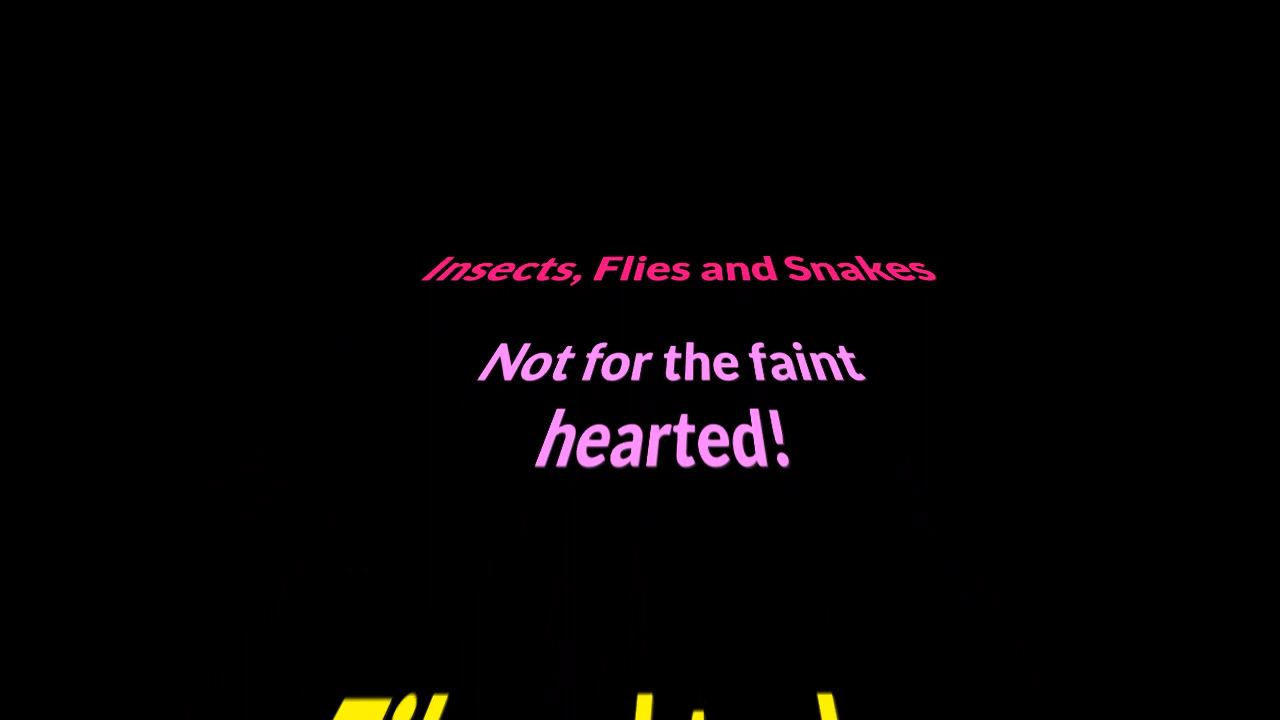 Insects, Flies and Snakes
Not for the faint
hearted!